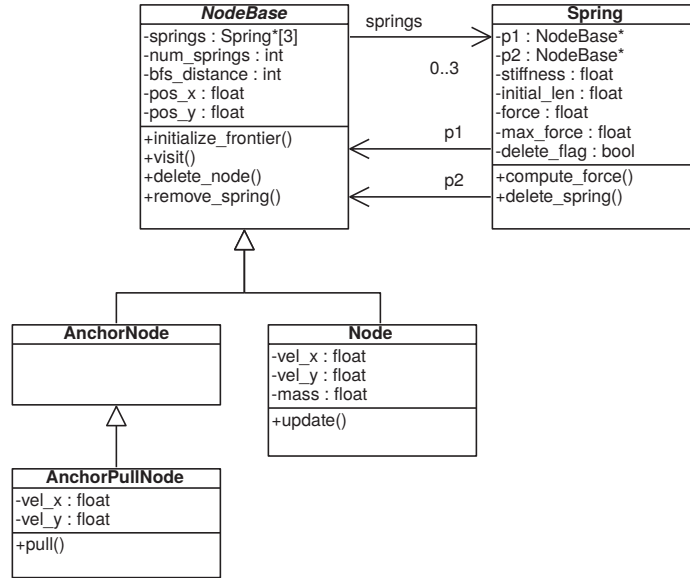 NodeBase
-springs : Spring*[3]
-num_springs : int
-bfs_distance : int
-pos_x : float
-pos_y : float
+initialize_frontier()
+visit()
+delete_node()
+remove_spring()
springs
0..3
p1
p2
Spring
-p1 : NodeBase*
-p2 : NodeBase*
-stiffness : float
-initial_len : float
-force : float
-max_force : float
-delete_flag : bool
+compute_force()
+delete_spring()
AnchorNode
Node
-vel_x : float
-vel_y : float
-mass : float
+update()
AnchorPullNode
-vel_x : float
-vel_y : float
+pull()